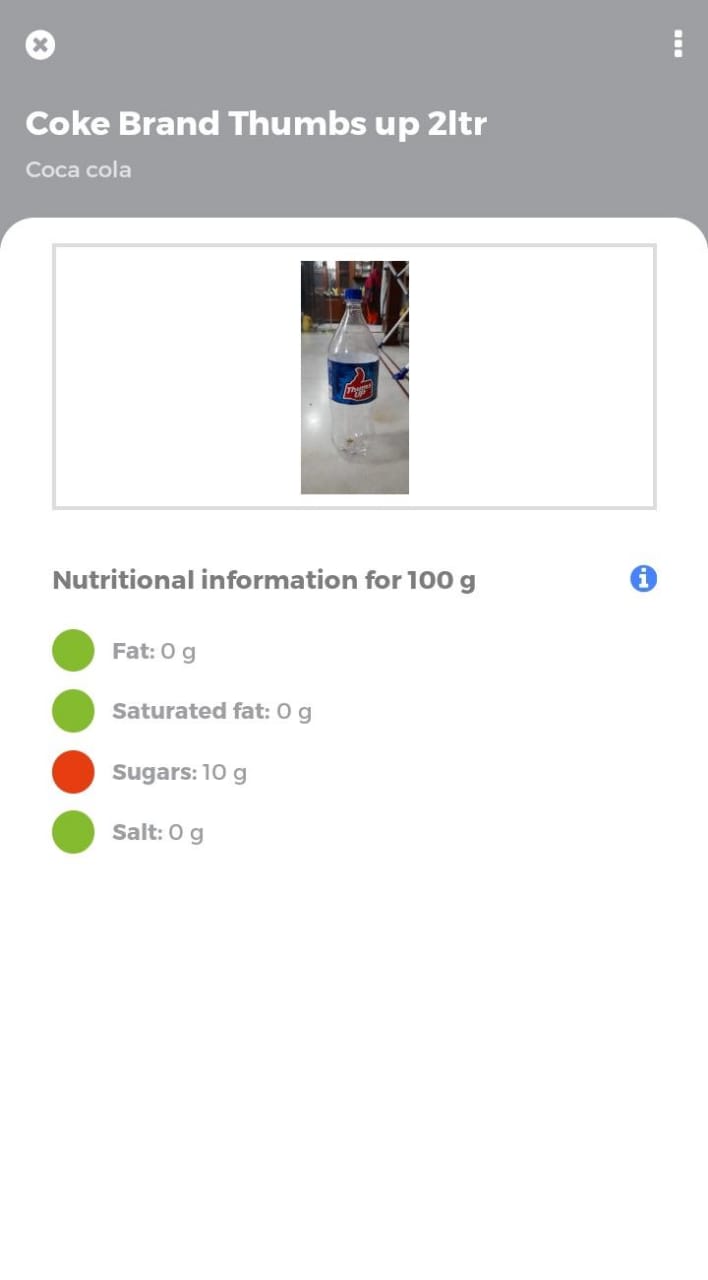 Coke Brand Thumbs up 2ltr
Coca cola
Thums
UP
Nutritional information for 100 g
Fat: 0 g
Saturated fat: 0 g
Sugars: 10 g
Salt: 0 g